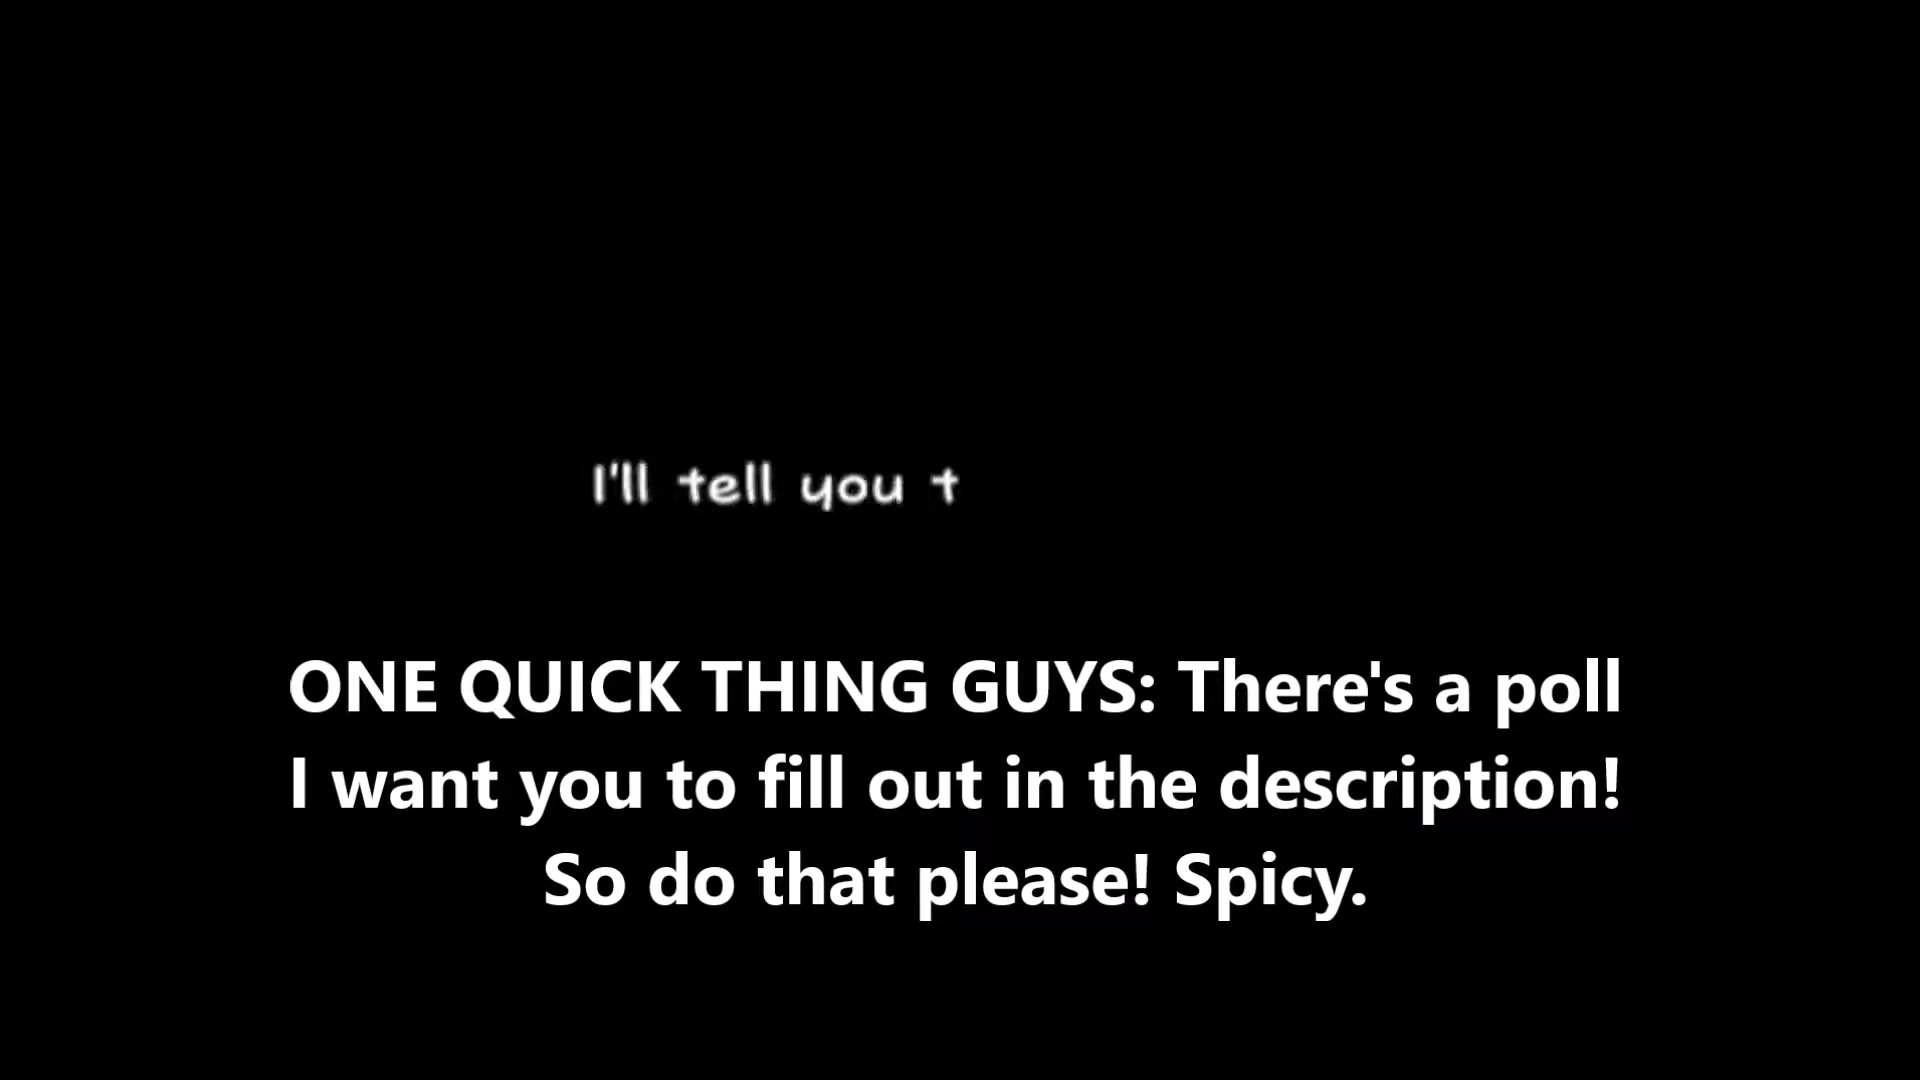 I'll tell you t
ONE QUICK THING GUYS: There's a poll
I want you to fill out in the description!
So do that please! Spicy.